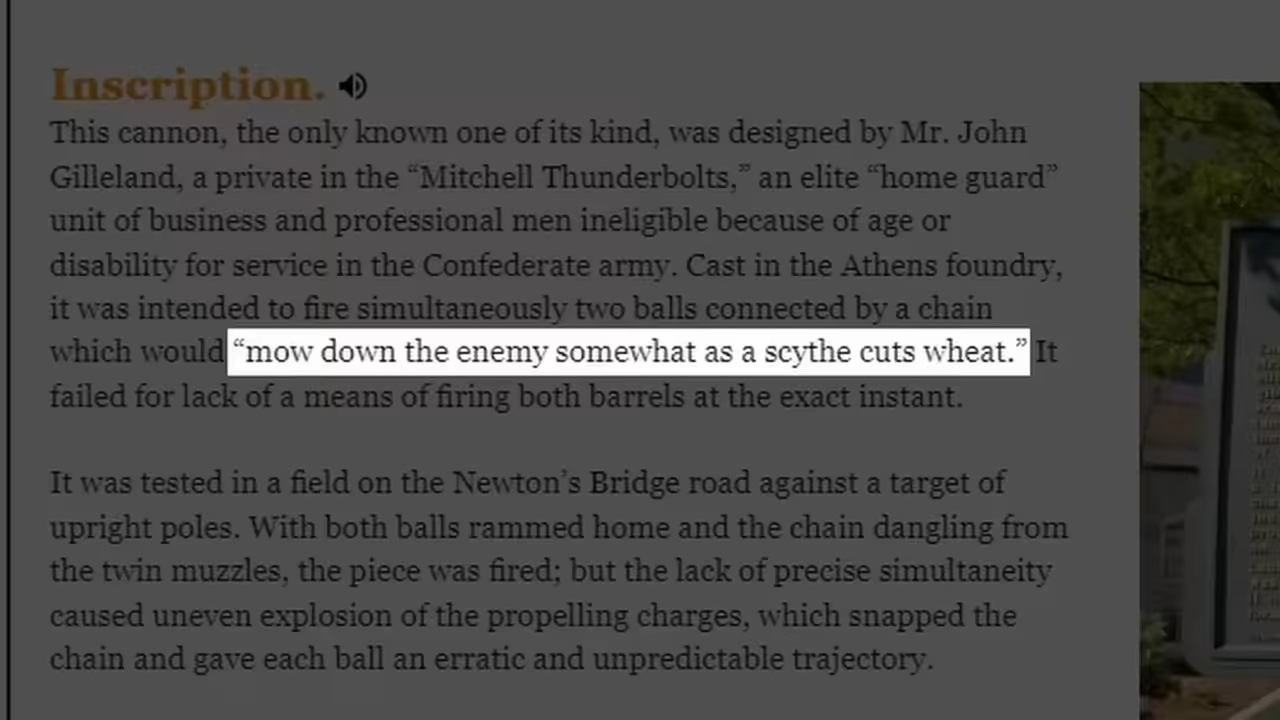 Inscription.
This cannon, the only known one of its kind, was designed by Mr. John
Gilleland, a private in the “Mitchell Thunderbolts,” an elite “home guard”
unit of business and professional men ineligible because of age or
disability for service in the Confederate army. Cast in the Athens foundry,
it was intended to fire simultaneously two balls connected by a chain
which would “mow down the enemy somewhat as a scythe cuts wheat.” It
failed for lack of a means of firing both barrels at the exact instant.
It was tested in a field on the Newton’s Bridge road against a target of
upright poles. With both balls rammed home and the chain dangling from
the twin muzzles, the piece was fired; but the lack of precise simultaneity
caused uneven explosion of the propelling charges, which snapped the
chain and gave each ball an erratic and unpredictable trajectory.